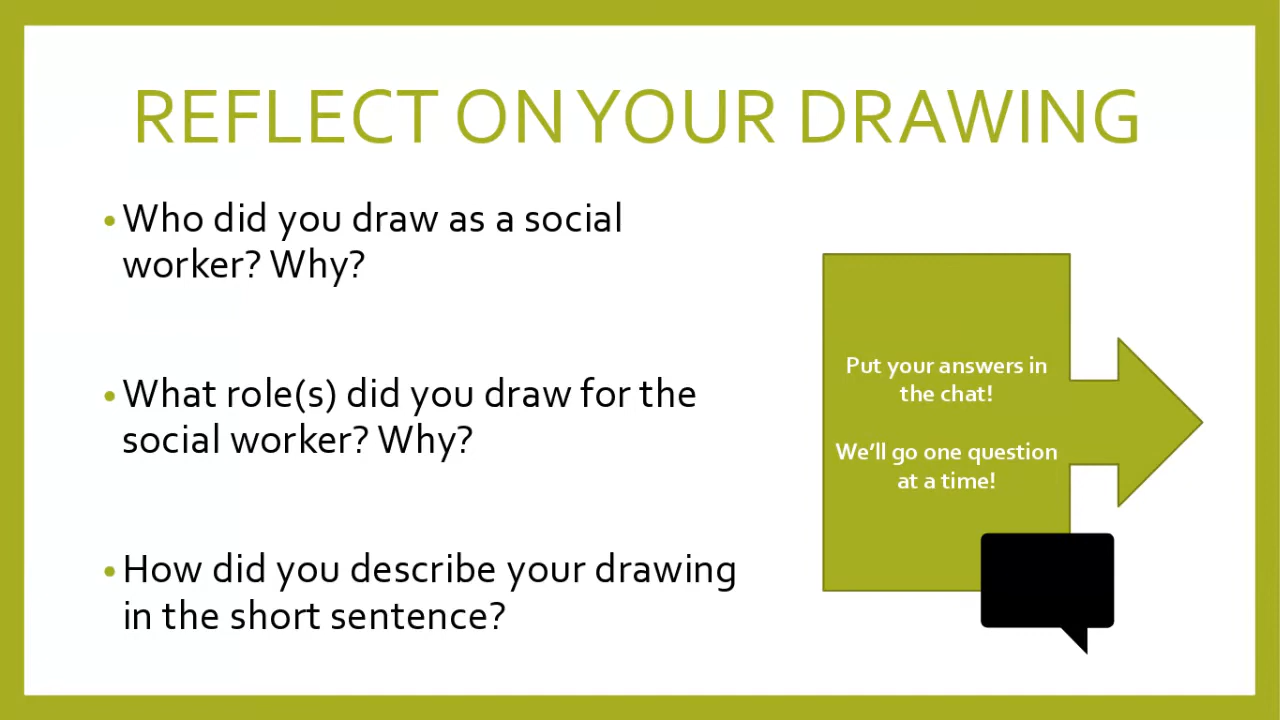 REFLECT ON YOUR DRAWING
• Who did you draw as a social
worker? Why?
• What role(s) did you draw for the
social worker? Why?
• How did you describe your drawing
in the short sentence?
Put your answers in
the chat!
We’ll go one question
at a time!